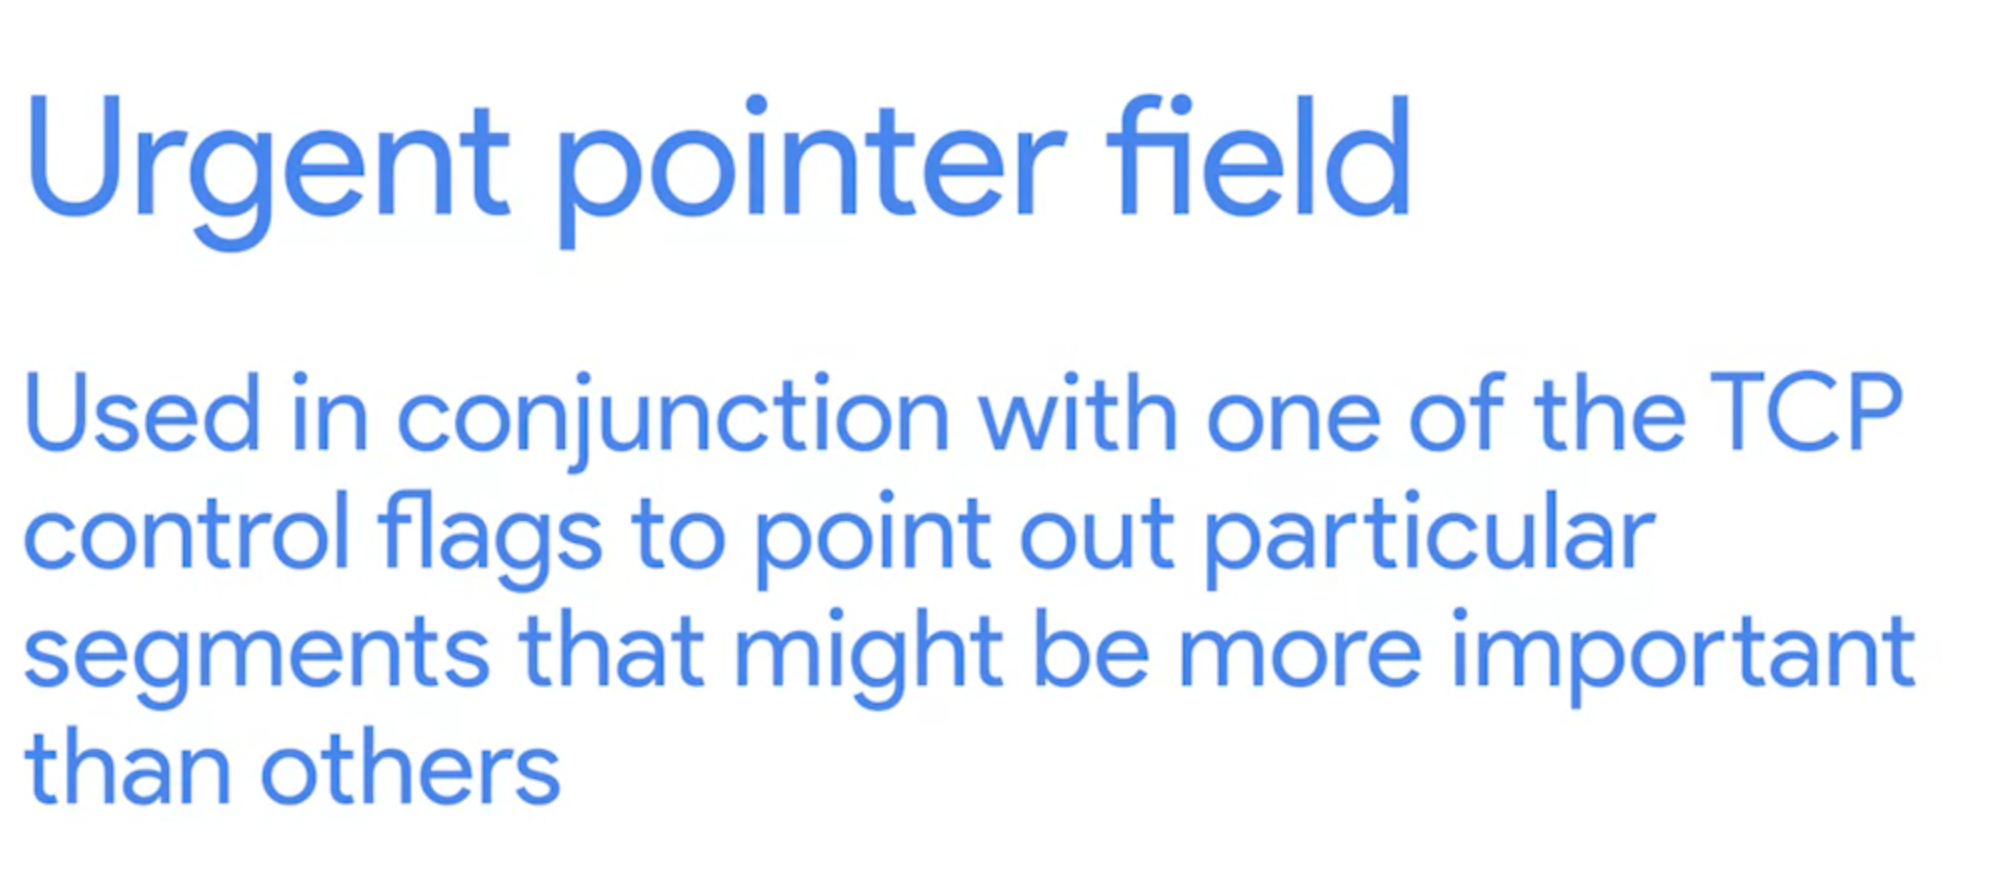 Urgent pointer field
Used in conjunction with one of the TCP
control flags to point out particular
segments that might be more important
than others